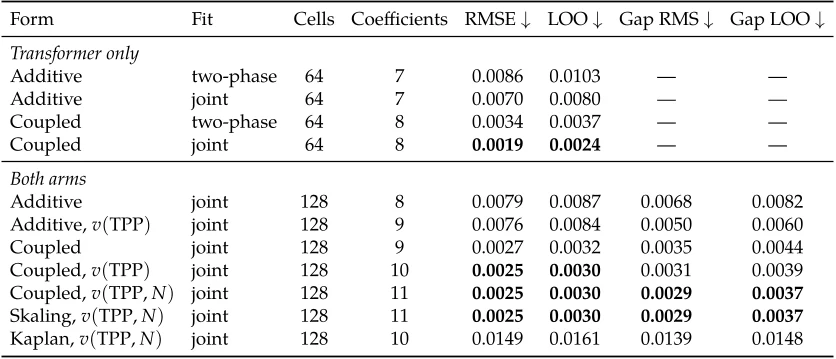 Form Fit Cells Coefficients RMSE ↓ LOO ↓ Gap RMS ↓ Gap LOO ↓
Transformer only
Additive two-phase 64 7 0.0086 0.0103 — —
Additive joint 64 7 0.0070 0.0080 — —
Coupled two-phase 64 8 0.0034 0.0037 — —
Coupled joint 64 8 0.0019 0.0024 — —
Both arms
Additive joint 128 8 0.0079 0.0087 0.0068 0.0082
Additive, v(TPP) joint 128 9 0.0076 0.0084 0.0050 0.0060
Coupled joint 128 9 0.0027 0.0032 0.0035 0.0044
Coupled, v(TPP) joint 128 10 0.0025 0.0030 0.0031 0.0039
Coupled, v(TPP, N) joint 128 11 0.0025 0.0030 0.0029 0.0037
Skaling, v(TPP, N) joint 128 11 0.0025 0.0030 0.0029 0.0037
Kaplan, v(TPP, N) joint 128 10 0.0149 0.0161 0.0139 0.0148